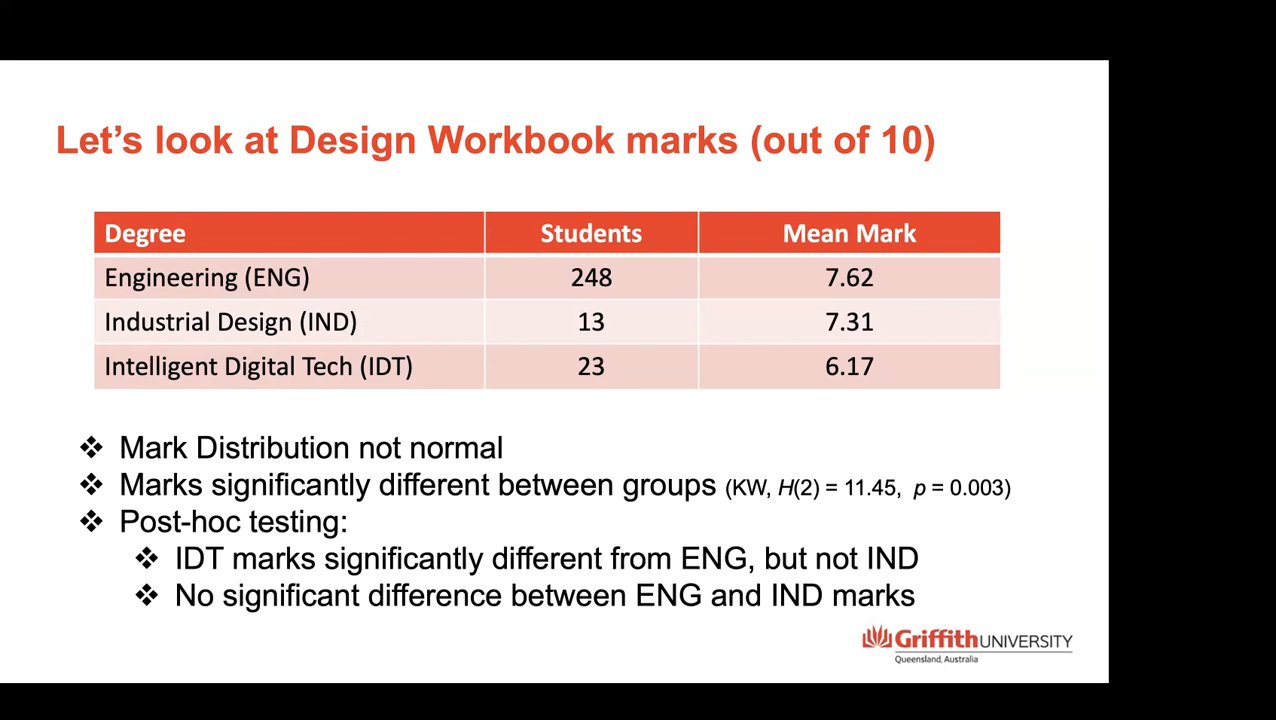 Let's look at Design Workbook marks (out of 10)
Degree Students Mean Mark
Engineering (ENG) 248 7.62
Industrial Design (IND) 13 7.31
Intelligent Digital Tech (IDT) 23 6.17
❖ Mark Distribution not normal
❖ Marks significantly different between groups (KW, H(2) = 11.45, p = 0.003)
❖ Post-hoc testing:
❖ IDT marks significantly different from ENG, but not IND
❖ No significant difference between ENG and IND marks
Griffith UNIVERSITY
Queensland, Australia